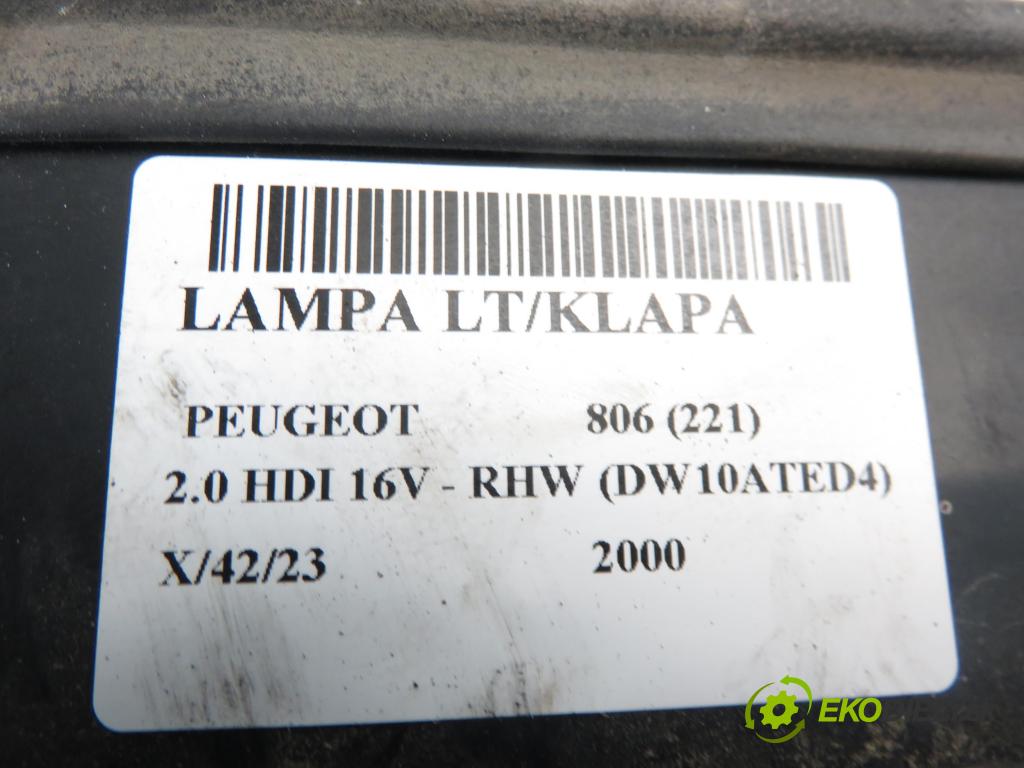 LAMPA LT/KLAPA
PEUGEOT 806 (221)
2.0 HDI 16V - RHW (DW10ATED4)
X/42/23 2000
EKO